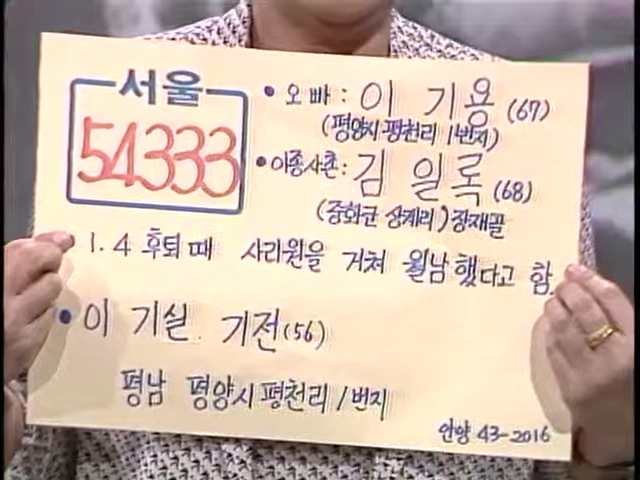 서울
54333
• 오빠: 이 기용 (67)
(평양시 평천리 1번지)
• 이종사촌: 김 일록 (68)
(중화군 상계리) 장재골
• 1.4 후퇴때 사리원을 거쳐 월남했다고 함.
• 이 기실 기전 (56)
평남 평양시 평천리 1번지
안양 43-2016